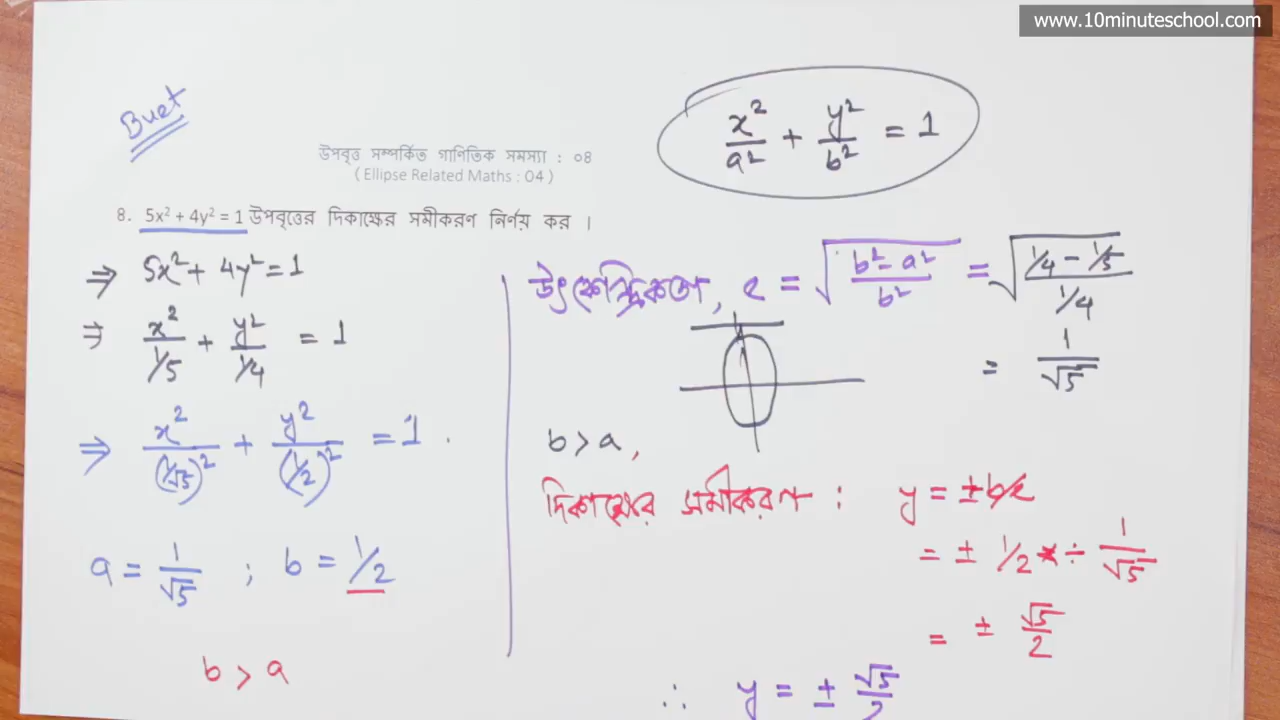 www.10minuteschool.com
Buet
x²/a² + y²/b² = 1
উপবৃত্ত সম্পর্কিত গাণিতিক সমস্যা : ০৪
( Ellipse Related Maths : 04 )
8. 5x² + 4y² = 1 উপবৃত্তের দিকাক্ষের সমীকরণ নির্ণয় কর ।
⇒ 5x² + 4y² = 1
⇒ x²/(1/5) + y²/(1/4) = 1
⇒ x²/(1/√5)² + y²/(1/2)² = 1
a = 1/√5 ; b = 1/2
b > a
উৎকেন্দ্রিকতা, e = √((b² - a²)/b²) = √((1/4 - 1/5)/(1/4))
= 1/√5
b > a,
দিকাক্ষের সমীকরণ : y = ± b/e
= ± 1/2 ÷ 1/√5
= ± √5/2
∴ y = ± √5/2